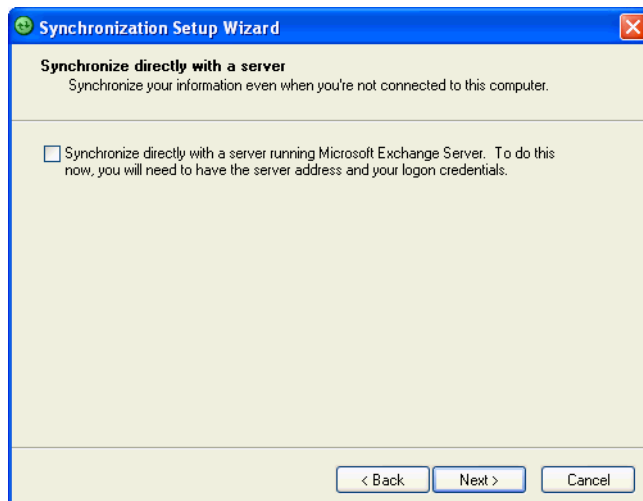 Synchronization Setup Wizard
Synchronize directly with a server
Synchronize your information even when you're not connected to this computer.
Synchronize directly with a server running Microsoft Exchange Server. To do this
now, you will need to have the server address and your logon credentials.
< Back Next > Cancel